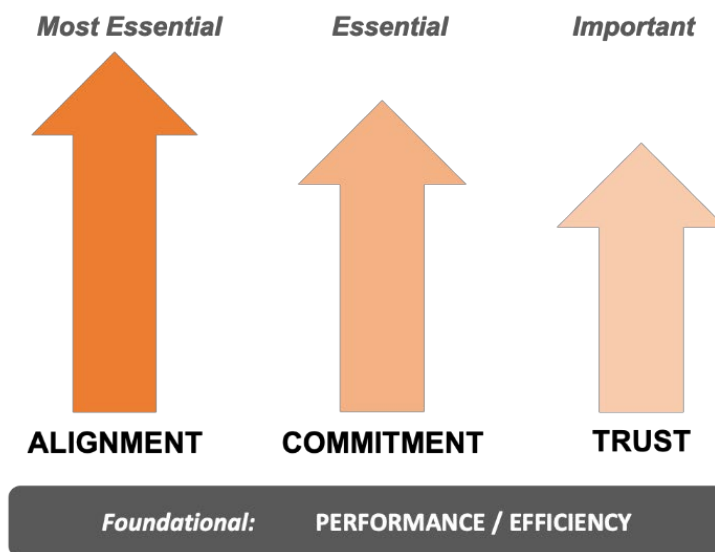 Most Essential Essential Important
ALIGNMENT COMMITMENT TRUST
Foundational: PERFORMANCE / EFFICIENCY